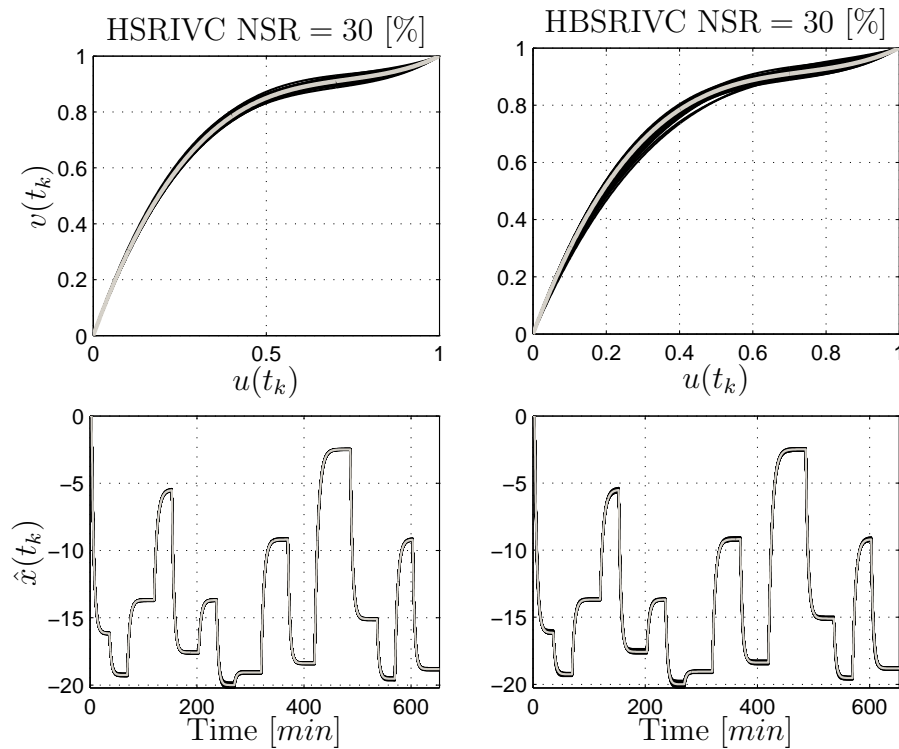 HSRIVC NSR = 30 [%]
1
0.8
0.6
0.4
0.2
0
0 0.5 1
v(t_k)
u(t_k)
HBSRIVC NSR = 30 [%]
1
0.8
0.6
0.4
0.2
0
0 0.2 0.4 0.6 0.8 1
u(t_k)
0
−5
−10
−15
−20
0 200 400 600
x̂(t_k)
Time [min]
0
−5
−10
−15
−20
0 200 400 600
Time [min]